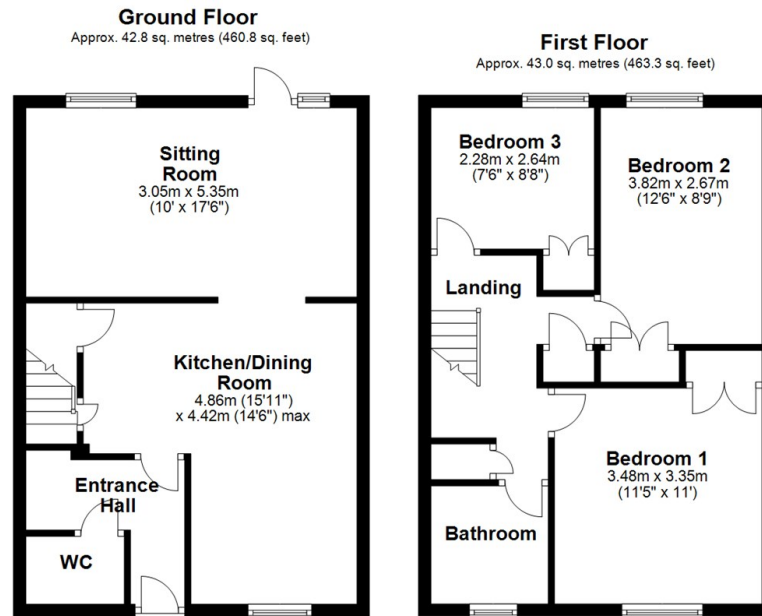 Ground Floor
Approx. 42.8 sq. metres (460.8 sq. feet)
Sitting
Room
3.05m x 5.35m
(10' x 17'6")
Kitchen/Dining
Room
4.86m (15'11")
x 4.42m (14'6") max
Entrance
Hall
WC
First Floor
Approx. 43.0 sq. metres (463.3 sq. feet)
Bedroom 3
2.28m x 2.64m
(7'6" x 8'8")
Bedroom 2
3.82m x 2.67m
(12'6" x 8'9")
Landing
Bedroom 1
3.48m x 3.35m
(11'5" x 11')
Bathroom